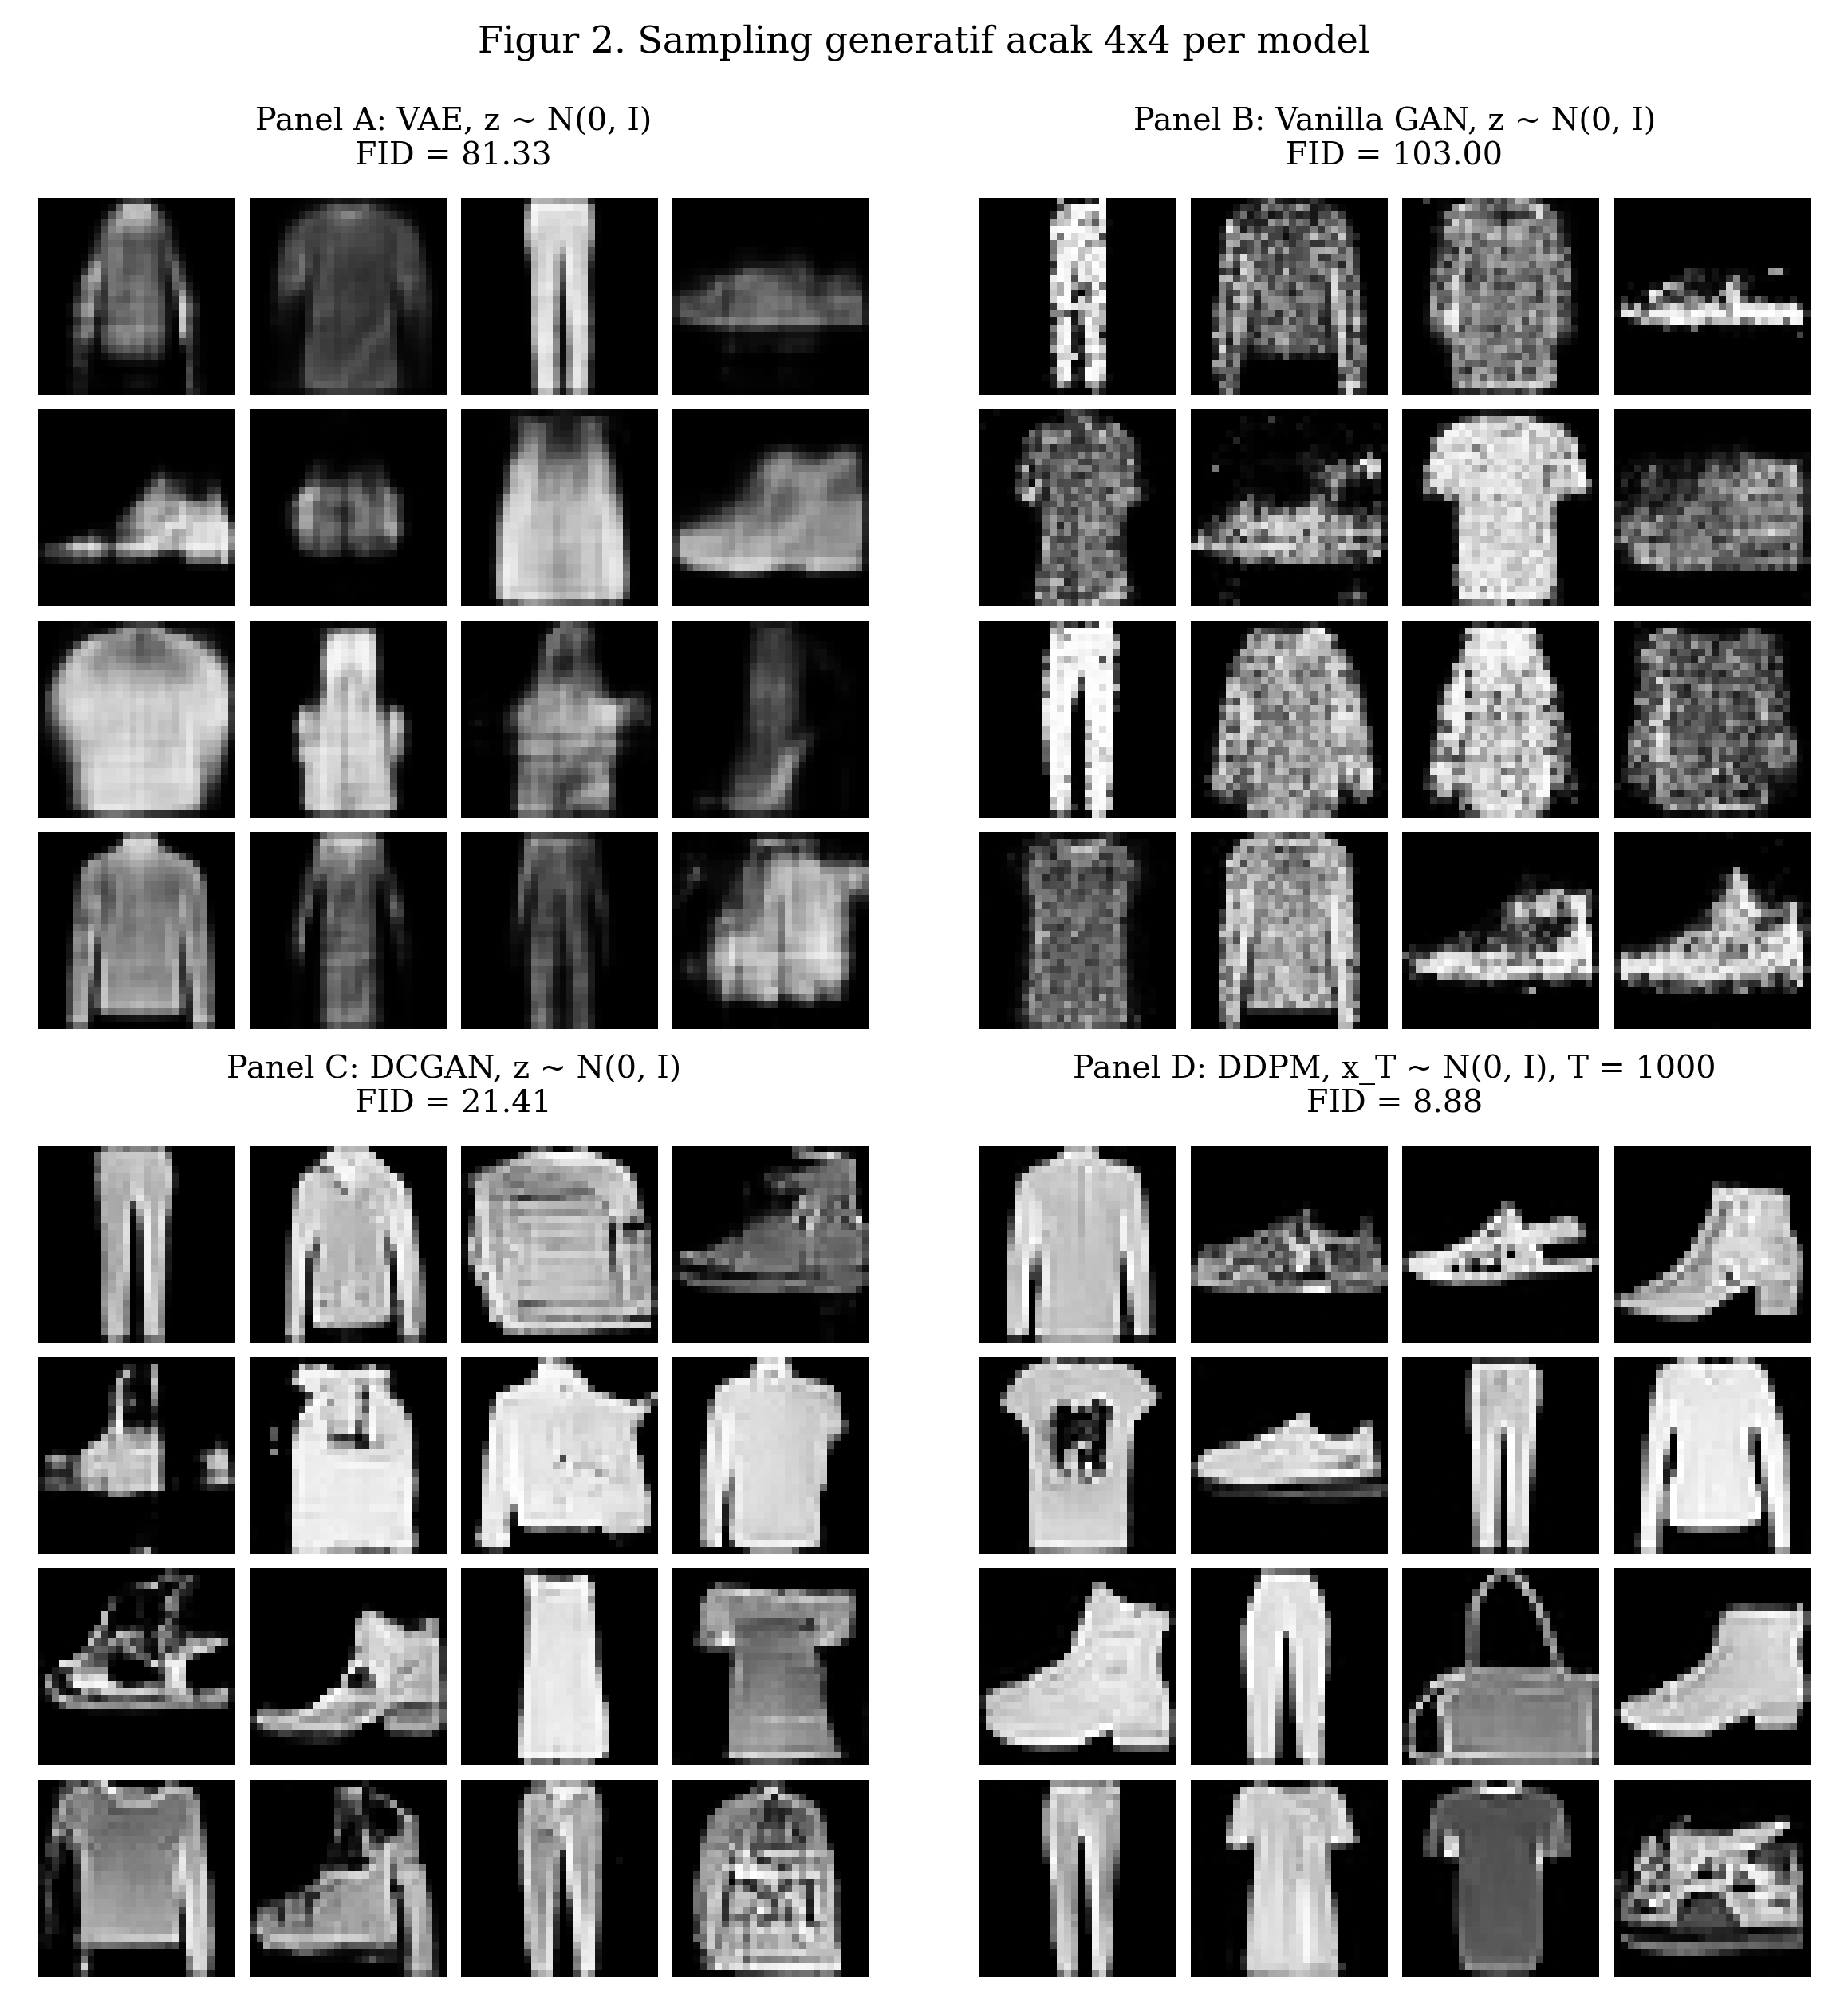 Figur 2. Sampling generatif acak 4x4 per model
Panel A: VAE, z ~ N(0, I)
FID = 81.33
Panel B: Vanilla GAN, z ~ N(0, I)
FID = 103.00
Panel C: DCGAN, z ~ N(0, I)
FID = 21.41
Panel D: DDPM, x_T ~ N(0, I), T = 1000
FID = 8.88